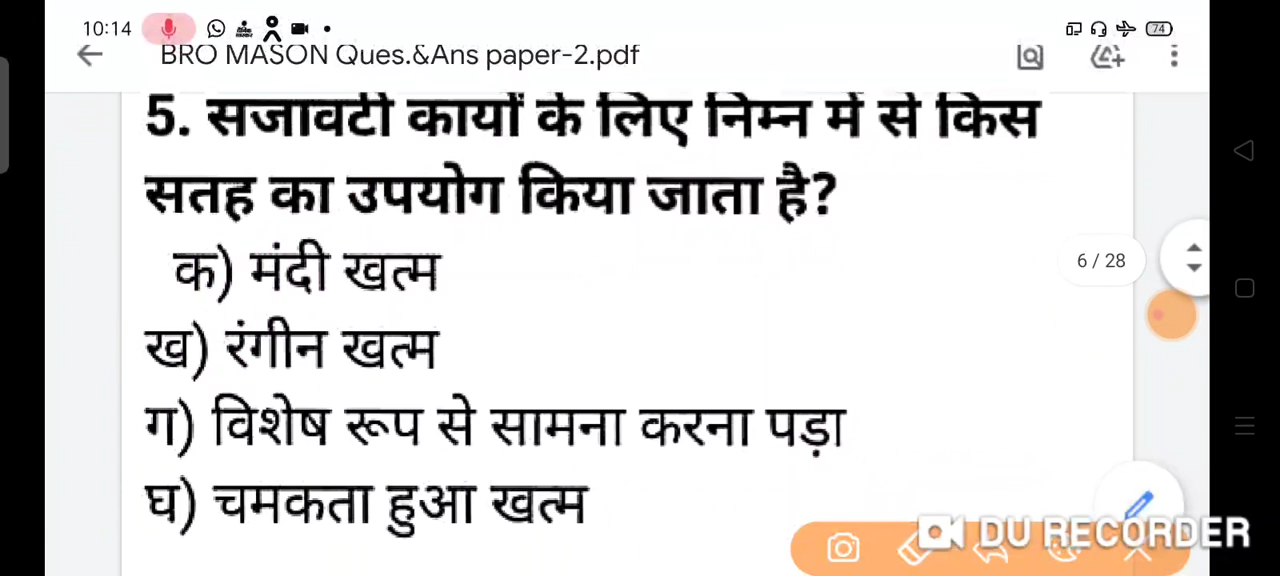 10:14
74
BRO MASON Ques.&Ans paper-2.pdf
5. सजावटी कार्यों के लिए निम्न में से किस
सतह का उपयोग किया जाता है?
6 / 28
क) मंदी खत्म
ख) रंगीन खत्म
ग) विशेष रूप से सामना करना पड़ा
घ) चमकता हुआ खत्म
DU RECORDER